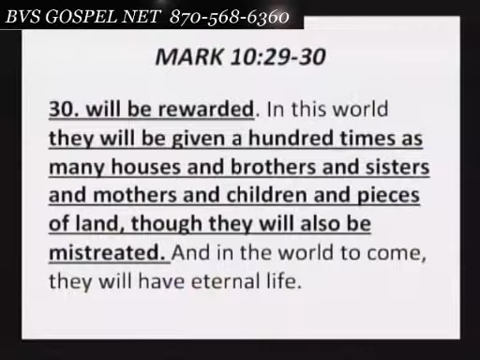 BVS GOSPEL NET 870-568-6360
MARK 10:29-30
30. will be rewarded. In this world
they will be given a hundred times as
many houses and brothers and sisters
and mothers and children and pieces
of land, though they will also be
mistreated. And in the world to come,
they will have eternal life.